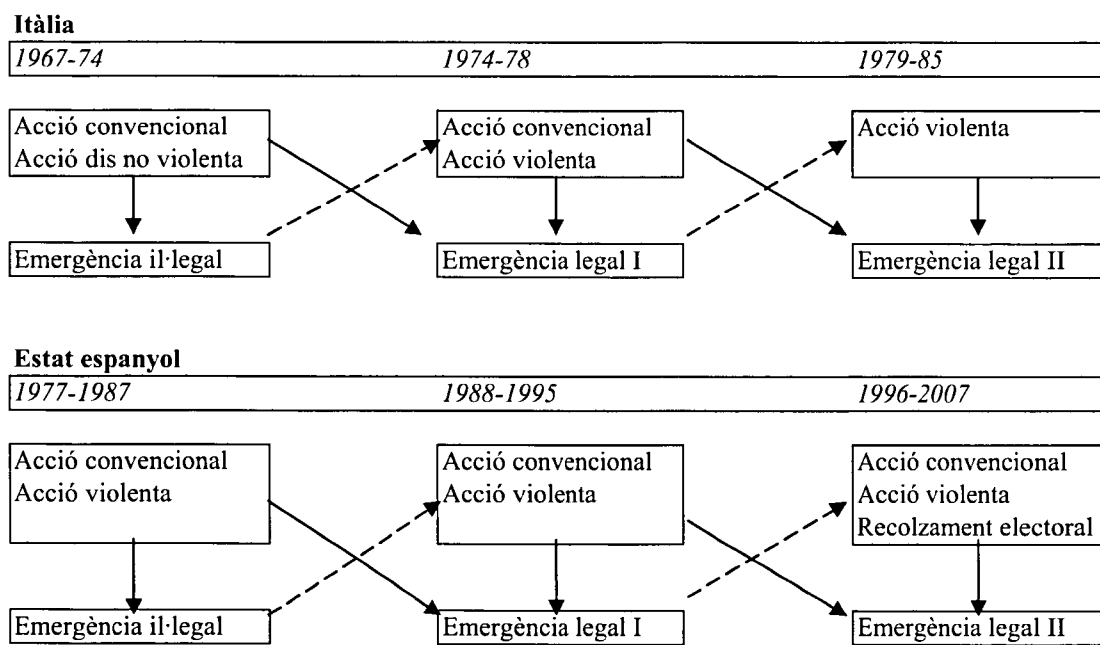 Itàlia
1967-74 1974-78 1979-85
Acció convencional Acció convencional Acció violenta
Acció dis no violenta Acció violenta
Emergència il·legal Emergència legal I Emergència legal II
Estat espanyol
1977-1987 1988-1995 1996-2007
Acció convencional Acció convencional Acció convencional
Acció violenta Acció violenta Acció violenta
Recolzament electoral
Emergència il·legal Emergència legal I Emergència legal II